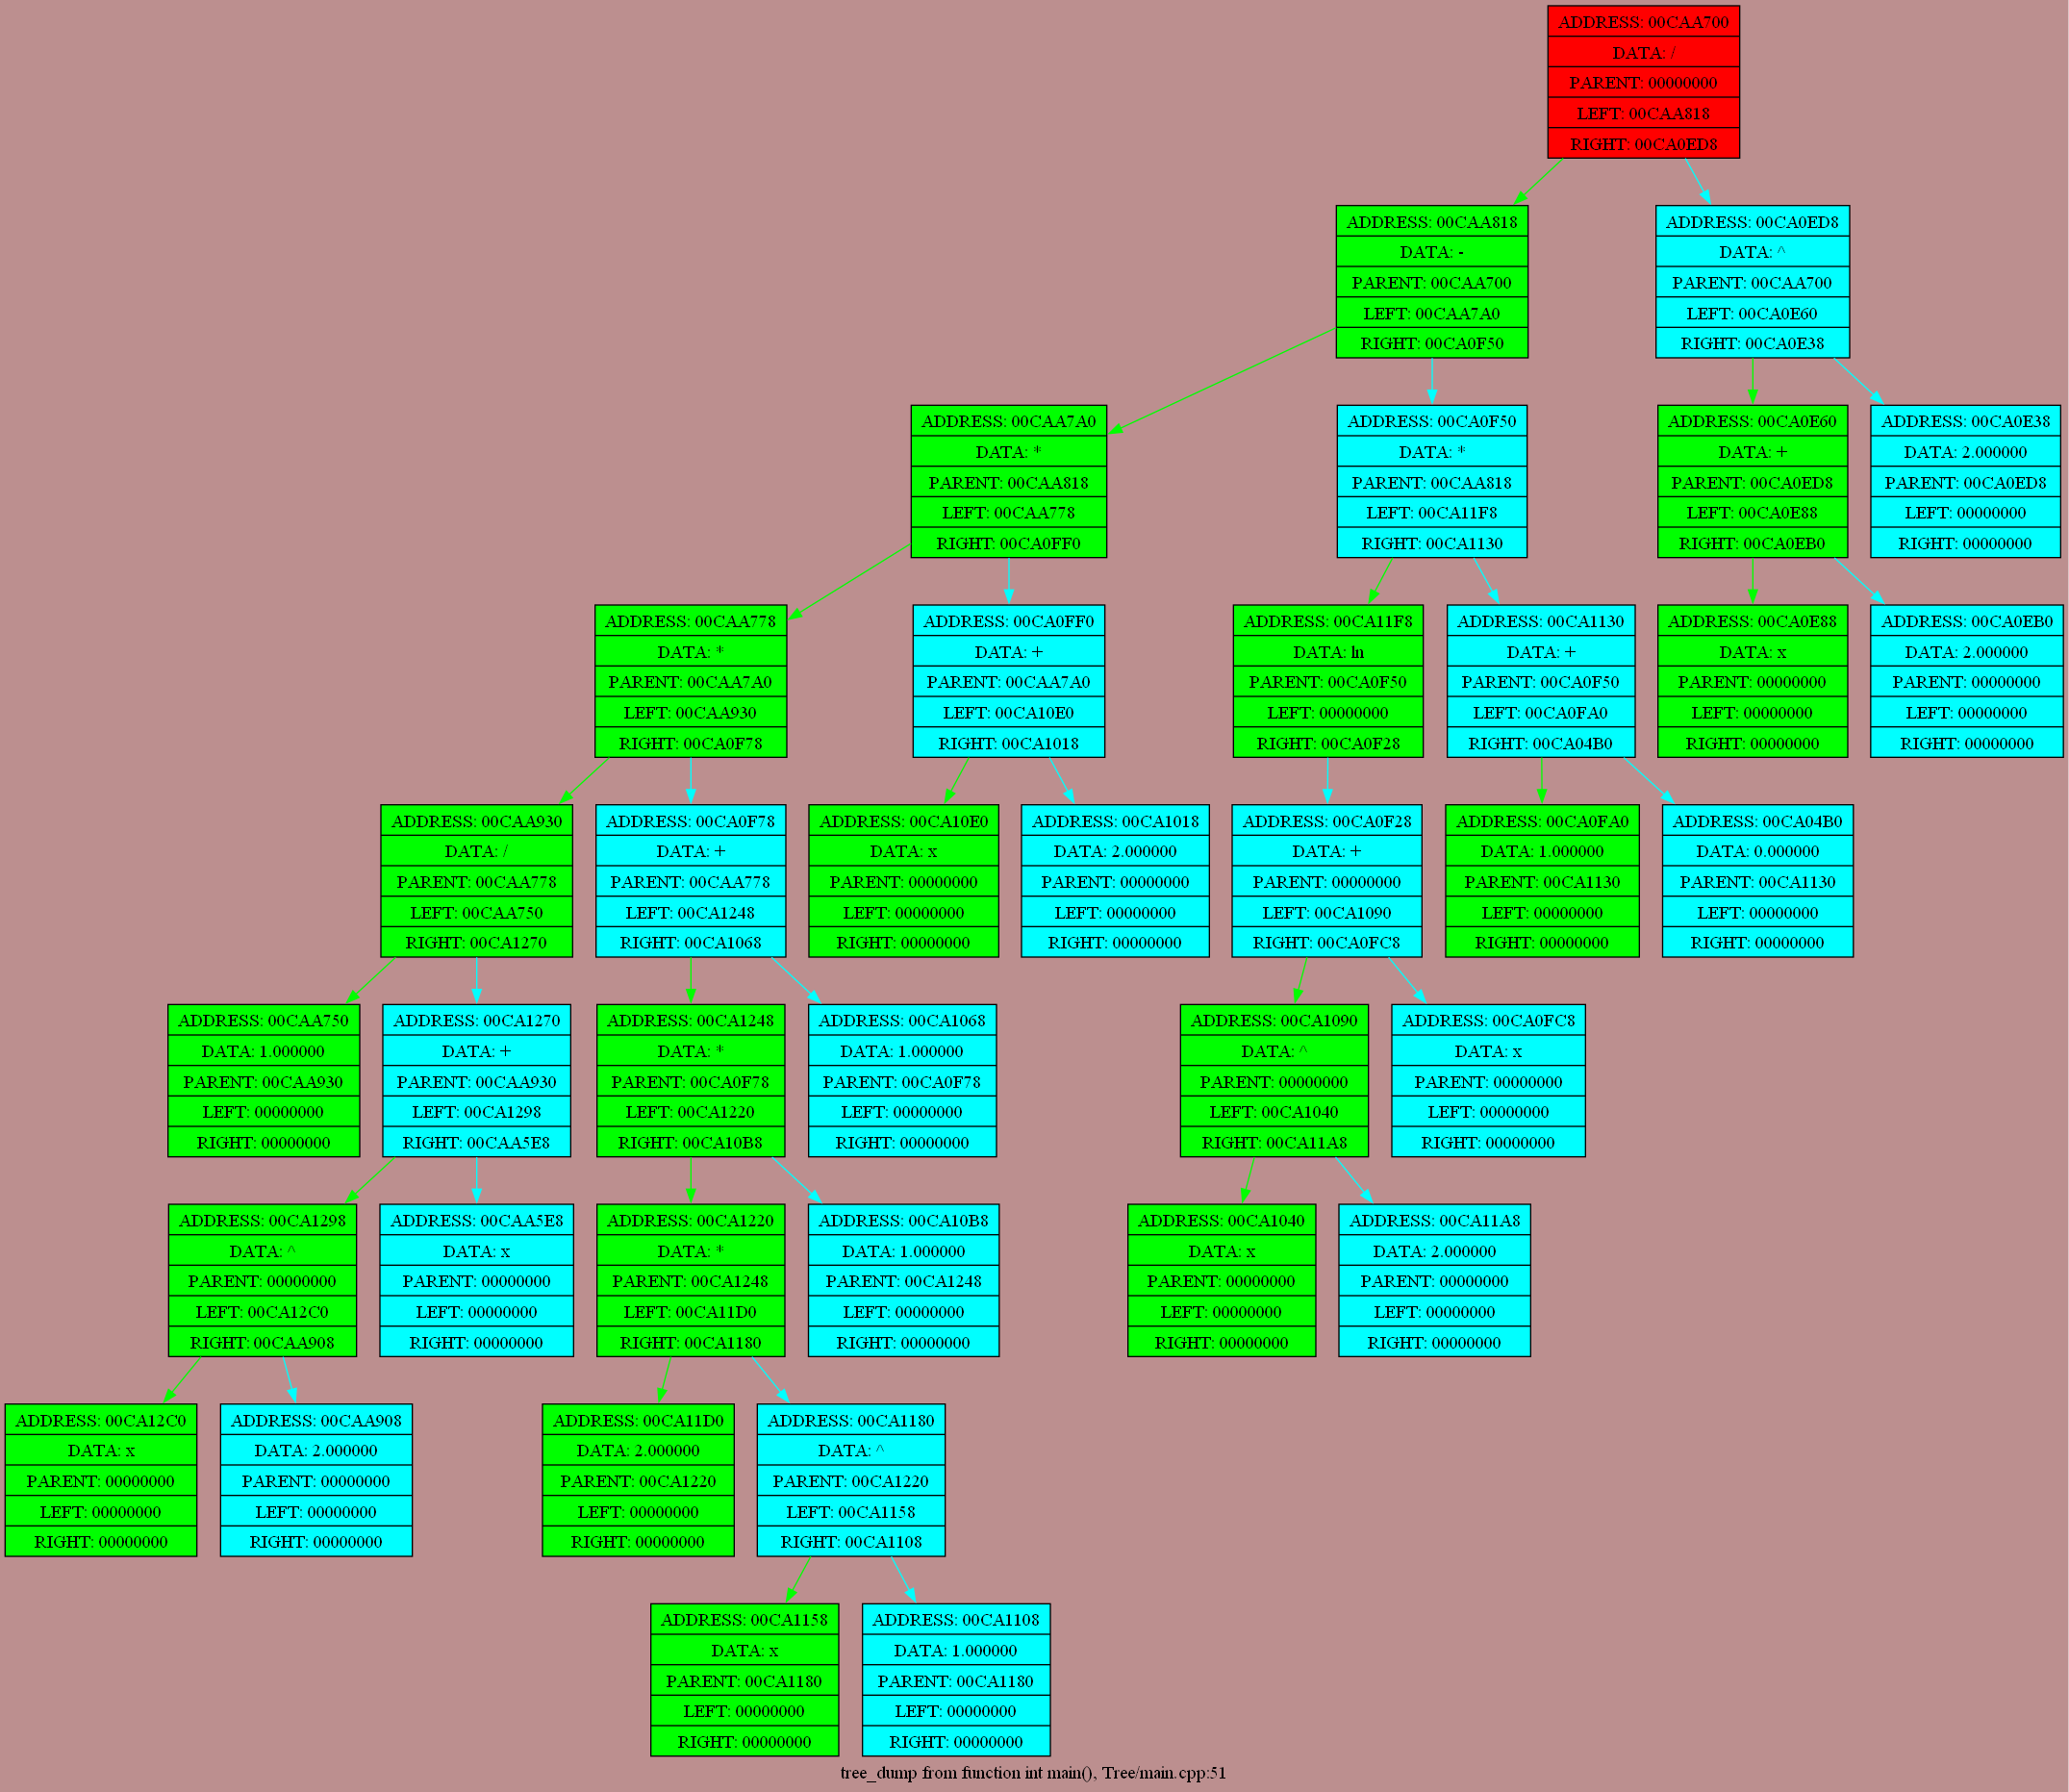 ADDRESS: 00CAA700
DATA: /
PARENT: 00000000
LEFT: 00CAA818
RIGHT: 00CA0ED8
ADDRESS: 00CAA818
DATA: -
PARENT: 00CAA700
LEFT: 00CAA7A0
RIGHT: 00CA0F50
ADDRESS: 00CA0ED8
DATA: ^
PARENT: 00CAA700
LEFT: 00CA0E60
RIGHT: 00CA0E38
ADDRESS: 00CAA7A0
DATA: *
PARENT: 00CAA818
LEFT: 00CAA778
RIGHT: 00CA0FF0
ADDRESS: 00CA0F50
DATA: *
PARENT: 00CAA818
LEFT: 00CA11F8
RIGHT: 00CA1130
ADDRESS: 00CA0E60
DATA: +
PARENT: 00CA0ED8
LEFT: 00CA0E88
RIGHT: 00CA0EB0
ADDRESS: 00CA0E38
DATA: 2.000000
PARENT: 00CA0ED8
LEFT: 00000000
RIGHT: 00000000
ADDRESS: 00CAA778
DATA: *
PARENT: 00CAA7A0
LEFT: 00CAA930
RIGHT: 00CA0F78
ADDRESS: 00CA0FF0
DATA: +
PARENT: 00CAA7A0
LEFT: 00CA10E0
RIGHT: 00CA1018
ADDRESS: 00CA11F8
DATA: ln
PARENT: 00CA0F50
LEFT: 00000000
RIGHT: 00CA0F28
ADDRESS: 00CA1130
DATA: +
PARENT: 00CA0F50
LEFT: 00CA0FA0
RIGHT: 00CA04B0
ADDRESS: 00CA0E88
DATA: x
PARENT: 00000000
LEFT: 00000000
RIGHT: 00000000
ADDRESS: 00CA0EB0
DATA: 2.000000
PARENT: 00000000
LEFT: 00000000
RIGHT: 00000000
ADDRESS: 00CAA930
DATA: /
PARENT: 00CAA778
LEFT: 00CAA750
RIGHT: 00CA1270
ADDRESS: 00CA0F78
DATA: +
PARENT: 00CAA778
LEFT: 00CA1248
RIGHT: 00CA1068
ADDRESS: 00CA10E0
DATA: x
PARENT: 00000000
LEFT: 00000000
RIGHT: 00000000
ADDRESS: 00CA1018
DATA: 2.000000
PARENT: 00000000
LEFT: 00000000
RIGHT: 00000000
ADDRESS: 00CA0F28
DATA: +
PARENT: 00000000
LEFT: 00CA1090
RIGHT: 00CA0FC8
ADDRESS: 00CA0FA0
DATA: 1.000000
PARENT: 00CA1130
LEFT: 00000000
RIGHT: 00000000
ADDRESS: 00CA04B0
DATA: 0.000000
PARENT: 00CA1130
LEFT: 00000000
RIGHT: 00000000
ADDRESS: 00CAA750
DATA: 1.000000
PARENT: 00CAA930
LEFT: 00000000
RIGHT: 00000000
ADDRESS: 00CA1270
DATA: +
PARENT: 00CAA930
LEFT: 00CA1298
RIGHT: 00CAA5E8
ADDRESS: 00CA1248
DATA: *
PARENT: 00CA0F78
LEFT: 00CA1220
RIGHT: 00CA10B8
ADDRESS: 00CA1068
DATA: 1.000000
PARENT: 00CA0F78
LEFT: 00000000
RIGHT: 00000000
ADDRESS: 00CA1090
DATA: ^
PARENT: 00000000
LEFT: 00CA1040
RIGHT: 00CA11A8
ADDRESS: 00CA0FC8
DATA: x
PARENT: 00000000
LEFT: 00000000
RIGHT: 00000000
ADDRESS: 00CA1298
DATA: ^
PARENT: 00000000
LEFT: 00CA12C0
RIGHT: 00CAA908
ADDRESS: 00CAA5E8
DATA: x
PARENT: 00000000
LEFT: 00000000
RIGHT: 00000000
ADDRESS: 00CA1220
DATA: *
PARENT: 00CA1248
LEFT: 00CA11D0
RIGHT: 00CA1180
ADDRESS: 00CA10B8
DATA: 1.000000
PARENT: 00CA1248
LEFT: 00000000
RIGHT: 00000000
ADDRESS: 00CA1040
DATA: x
PARENT: 00000000
LEFT: 00000000
RIGHT: 00000000
ADDRESS: 00CA11A8
DATA: 2.000000
PARENT: 00000000
LEFT: 00000000
RIGHT: 00000000
ADDRESS: 00CA12C0
DATA: x
PARENT: 00000000
LEFT: 00000000
RIGHT: 00000000
ADDRESS: 00CAA908
DATA: 2.000000
PARENT: 00000000
LEFT: 00000000
RIGHT: 00000000
ADDRESS: 00CA11D0
DATA: 2.000000
PARENT: 00CA1220
LEFT: 00000000
RIGHT: 00000000
ADDRESS: 00CA1180
DATA: ^
PARENT: 00CA1220
LEFT: 00CA1158
RIGHT: 00CA1108
ADDRESS: 00CA1158
DATA: x
PARENT: 00CA1180
LEFT: 00000000
RIGHT: 00000000
ADDRESS: 00CA1108
DATA: 1.000000
PARENT: 00CA1180
LEFT: 00000000
RIGHT: 00000000
tree_dump from function int main(), Tree/main.cpp:51